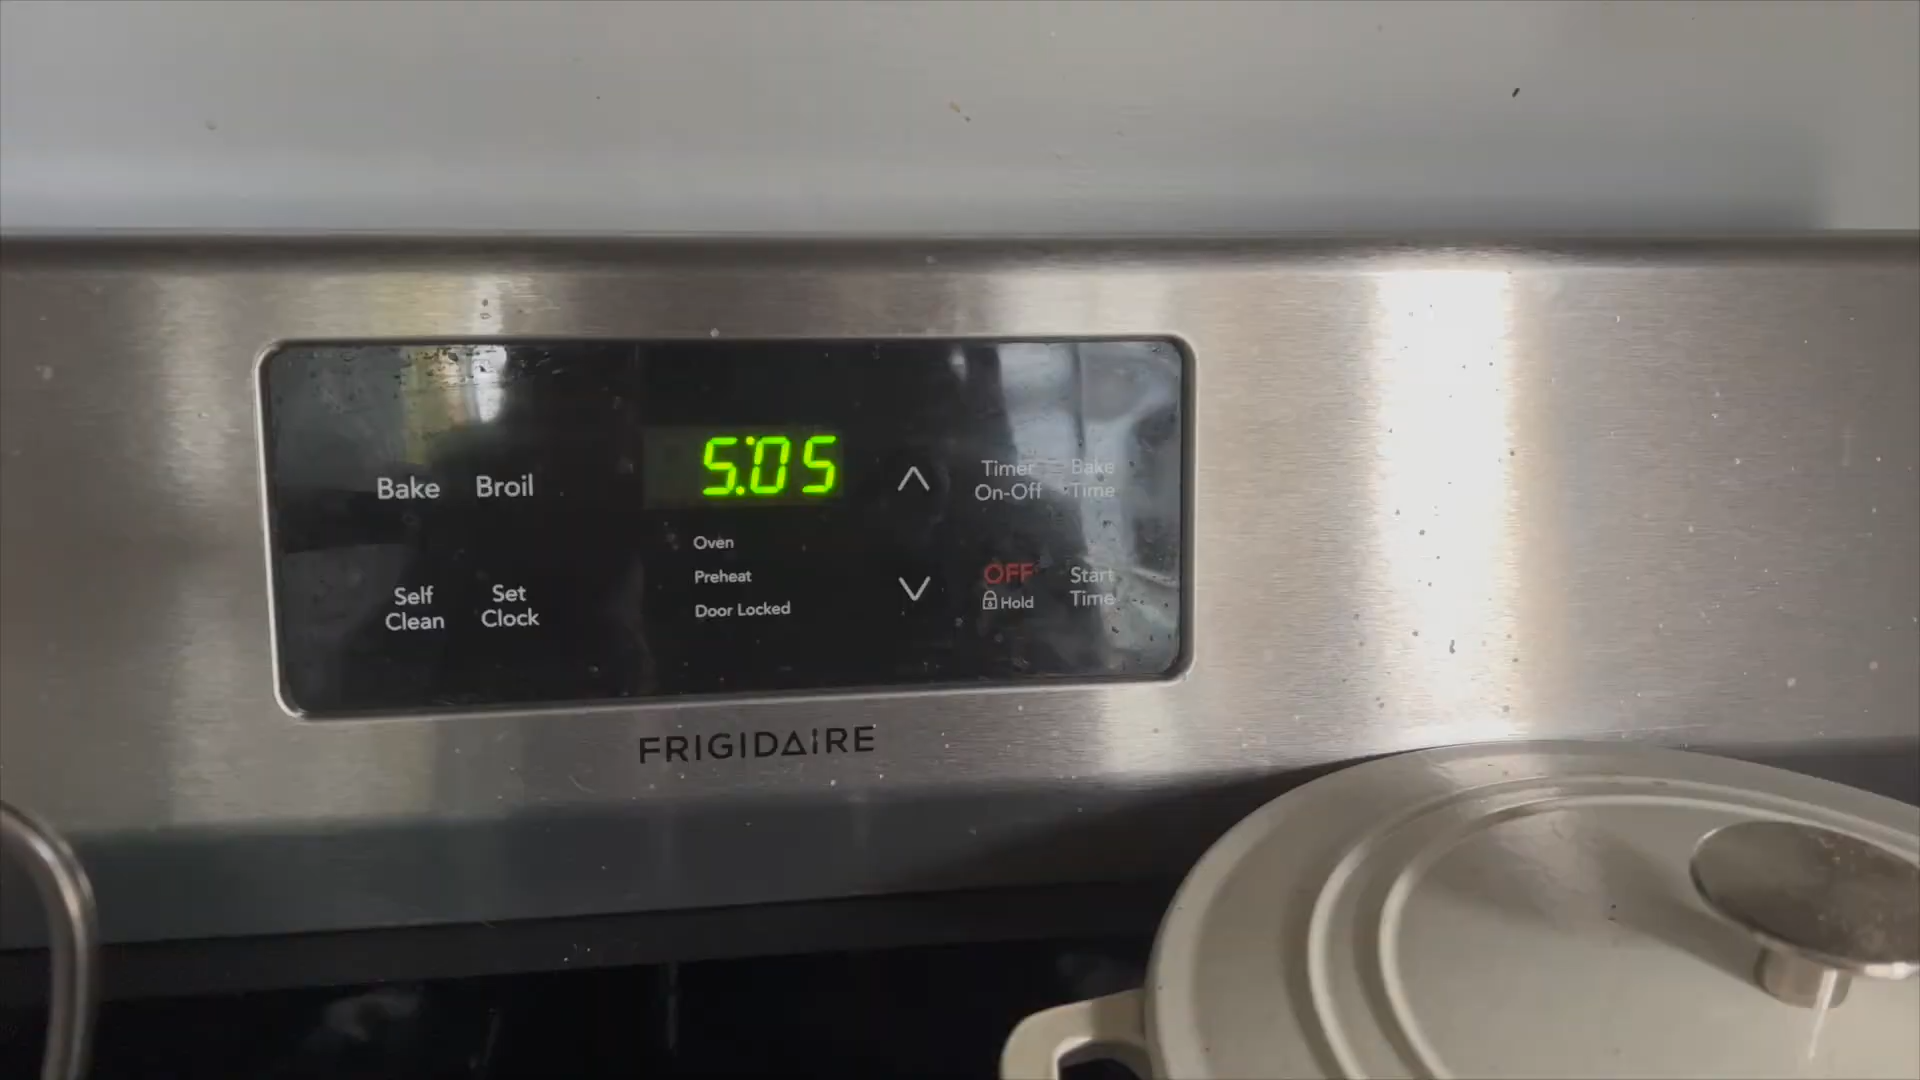 5:05
Bake Broil
Timer On-Off
Bake Time
Oven
Preheat
Door Locked
Self Clean
Set Clock
OFF
Hold
Start Time
FRIGIDAIRE